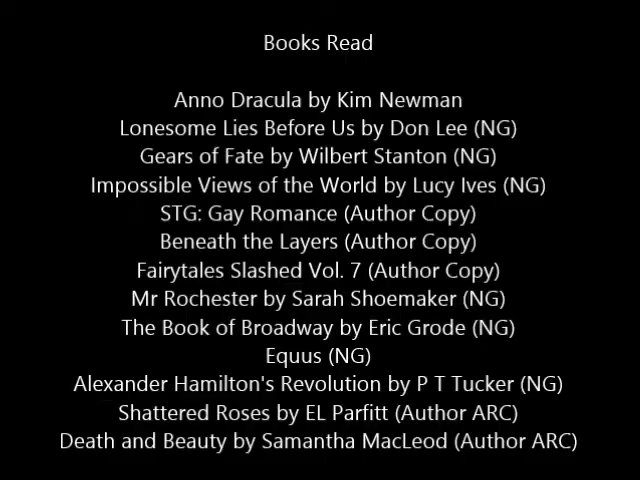 Books Read
Anno Dracula by Kim Newman
Lonesome Lies Before Us by Don Lee (NG)
Gears of Fate by Wilbert Stanton (NG)
Impossible Views of the World by Lucy Ives (NG)
STG: Gay Romance (Author Copy)
Beneath the Layers (Author Copy)
Fairytales Slashed Vol. 7 (Author Copy)
Mr Rochester by Sarah Shoemaker (NG)
The Book of Broadway by Eric Grode (NG)
Equus (NG)
Alexander Hamilton's Revolution by P T Tucker (NG)
Shattered Roses by EL Parfitt (Author ARC)
Death and Beauty by Samantha MacLeod (Author ARC)